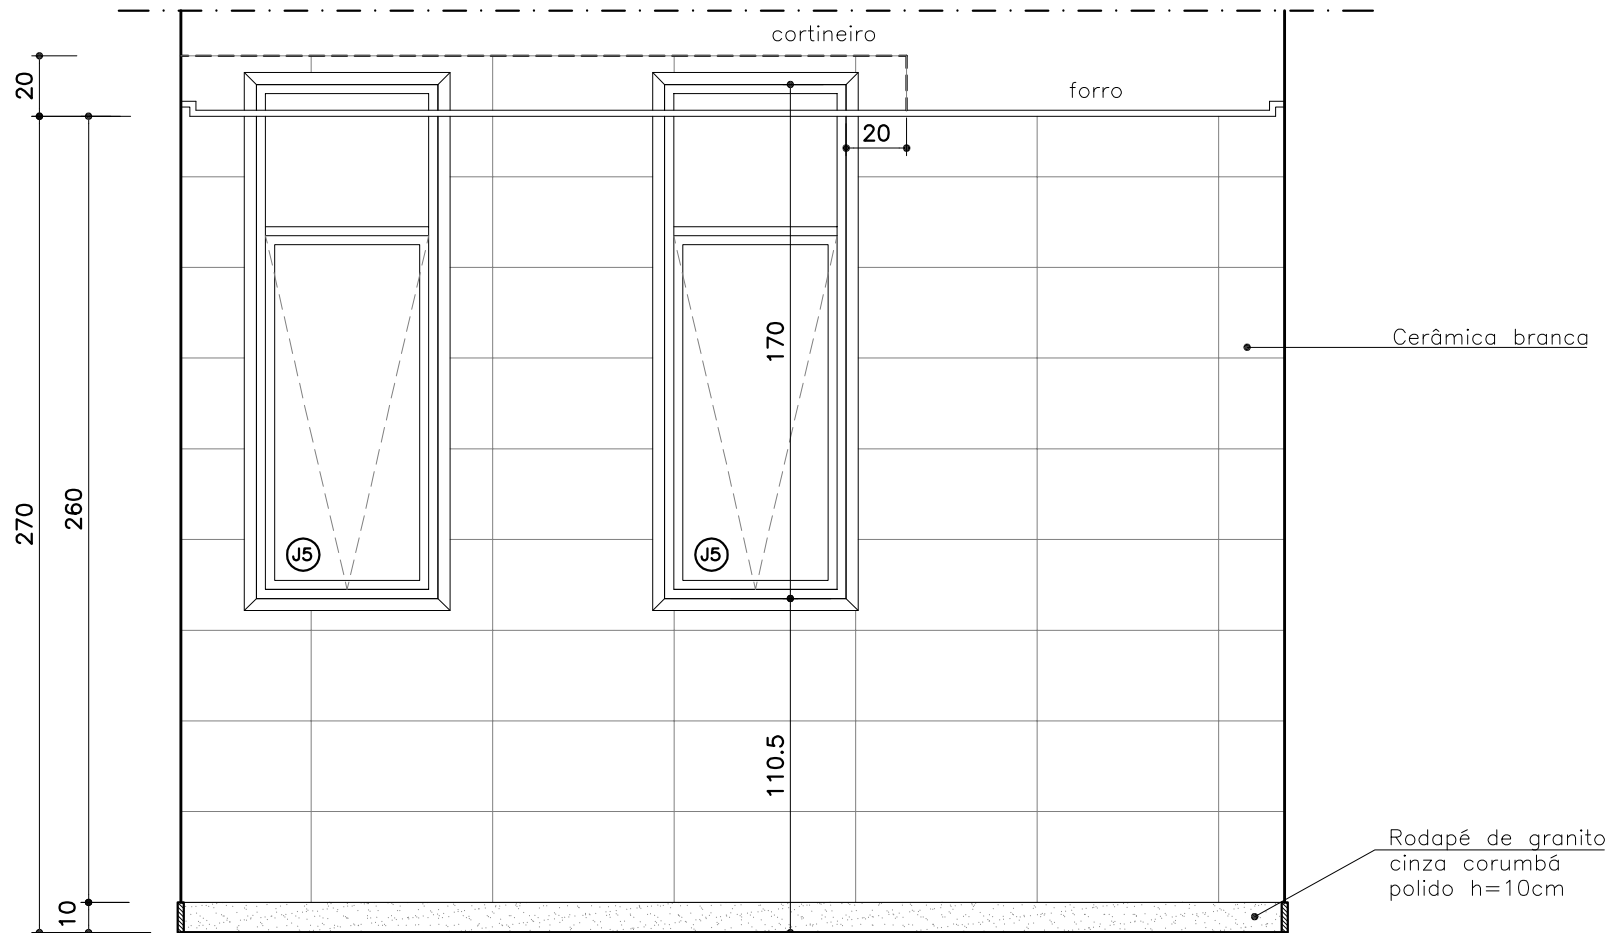 cortineiro
20
forro
20
170
Cerâmica branca
270
260
J5
J5
110.5
Rodapé de granito
cinza corumbá
polido h=10cm
10